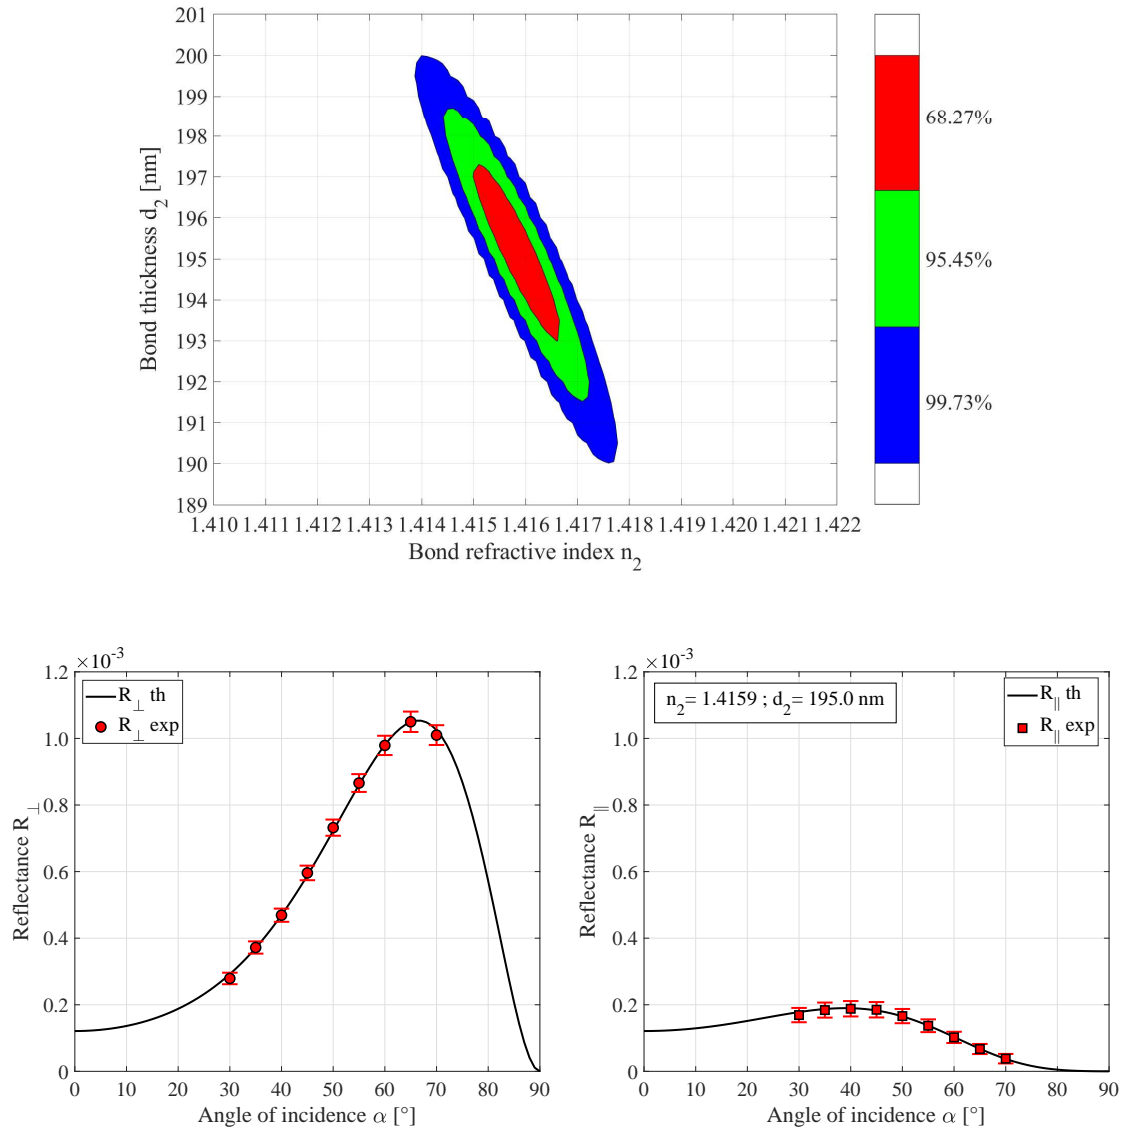 201
200
199
198
197
196
195
194
193
192
191
190
189
Bond thickness d2 [nm]
1.410 1.411 1.412 1.413 1.414 1.415 1.416 1.417 1.418 1.419 1.420 1.421 1.422
Bond refractive index n2
68.27%
95.45%
99.73%
×10-3
1.2
1.0
0.8
0.6
0.4
0.2
0
Reflectance R⊥
R⊥ th
R⊥ exp
0 10 20 30 40 50 60 70 80 90
Angle of incidence α [°]
×10-3
1.2
1.0
0.8
0.6
0.4
0.2
0
Reflectance R||
n2= 1.4159 ; d2= 195.0 nm
R|| th
R|| exp
0 10 20 30 40 50 60 70 80 90
Angle of incidence α [°]